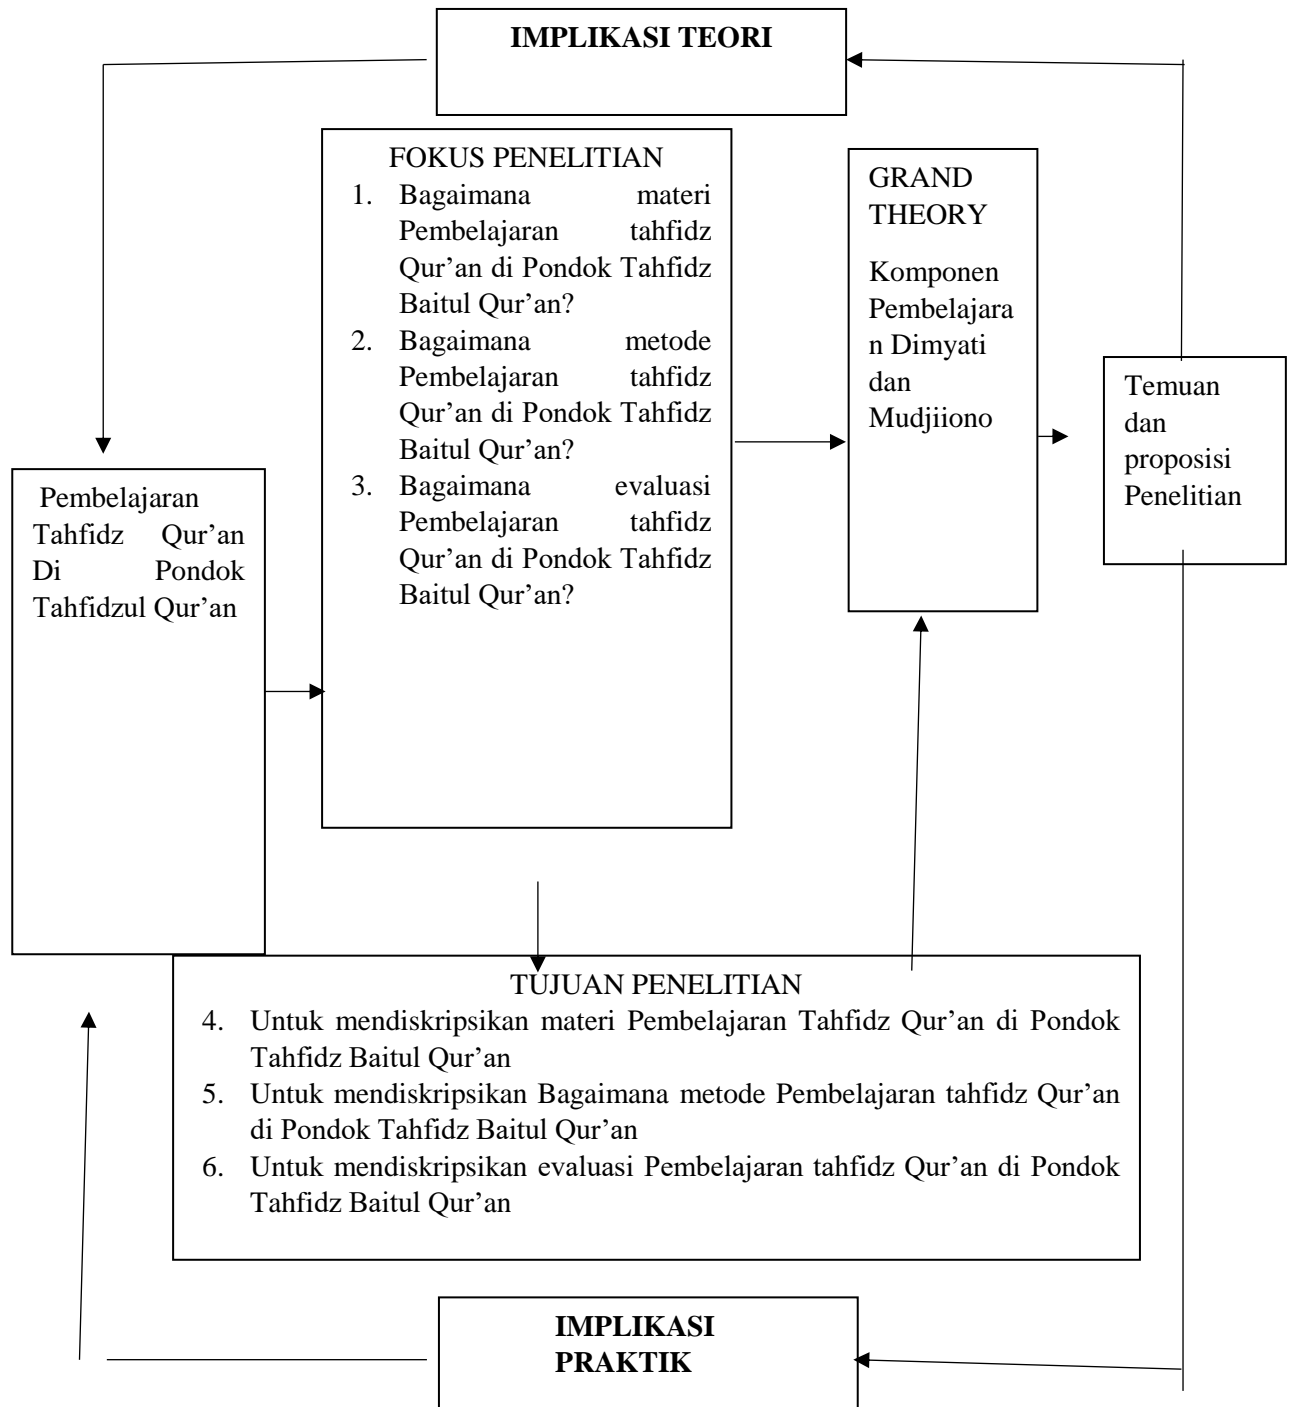 IMPLIKASI TEORI
FOKUS PENELITIAN
1. Bagaimana materi
Pembelajaran tahfidz
Qur’an di Pondok Tahfidz
Baitul Qur’an?
2. Bagaimana metode
Pembelajaran tahfidz
Qur’an di Pondok Tahfidz
Baitul Qur’an?
3. Bagaimana evaluasi
Pembelajaran tahfidz
Qur’an di Pondok Tahfidz
Baitul Qur’an?
GRAND
THEORY
Komponen
Pembelajara
n Dimyati
dan
Mudjiiono
Temuan
dan
proposisi
Penelitian
Pembelajaran
Tahfidz Qur’an
Di Pondok
Tahfidzul Qur’an
TUJUAN PENELITIAN
4. Untuk mendiskripsikan materi Pembelajaran Tahfidz Qur’an di Pondok
Tahfidz Baitul Qur’an
5. Untuk mendiskripsikan Bagaimana metode Pembelajaran tahfidz Qur’an
di Pondok Tahfidz Baitul Qur’an
6. Untuk mendiskripsikan evaluasi Pembelajaran tahfidz Qur’an di Pondok
Tahfidz Baitul Qur’an
IMPLIKASI
PRAKTIK